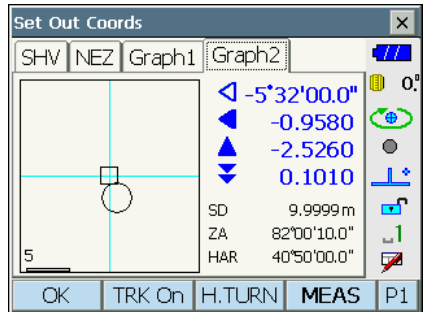 Set Out Coords
SHV NEZ Graph1 Graph2
-5°32'00.0"
-0.9580
-2.5260
0.1010
SD 9.9999 m
ZA 82°00'10.0"
HAR 40°50'00.0"
5
0."
1
OK TRK On H.TURN MEAS P1